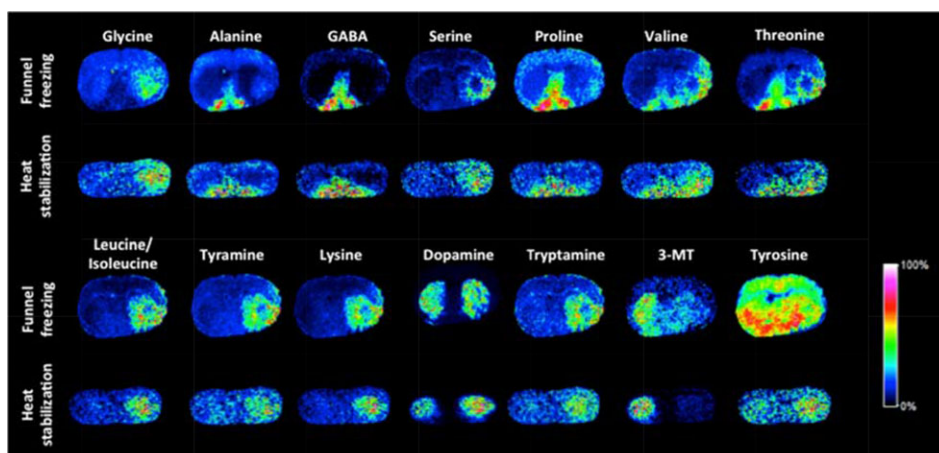 Glycine Alanine GABA Serine Proline Valine Threonine
Funnel
freezing
Heat
stabilization
Leucine/
Isoleucine Tyramine Lysine Dopamine Tryptamine 3-MT Tyrosine
Funnel
freezing
Heat
stabilization
100%
0%